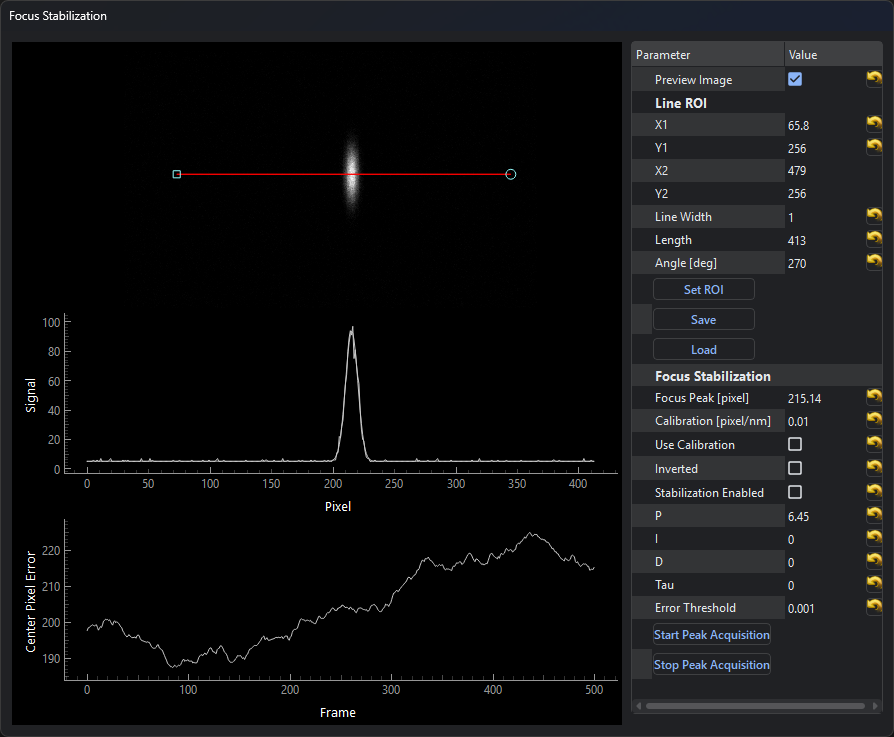 Focus Stabilization
Parameter Value
Preview Image
Line ROI
X1 65.8
Y1 256
X2 479
Y2 256
Line Width 1
Length 413
Angle [deg] 270
Set ROI
Save
Load
Focus Stabilization
Focus Peak [pixel] 215.14
Calibration [pixel/nm] 0.01
Use Calibration
Inverted
Stabilization Enabled
P 6.45
I 0
D 0
Tau 0
Error Threshold 0.001
Start Peak Acquisition
Stop Peak Acquisition
Signal
100
80
60
40
20
0
0 50 100 150 200 250 300 350 400
Pixel
Center Pixel Error
220
210
200
190
0 100 200 300 400 500
Frame